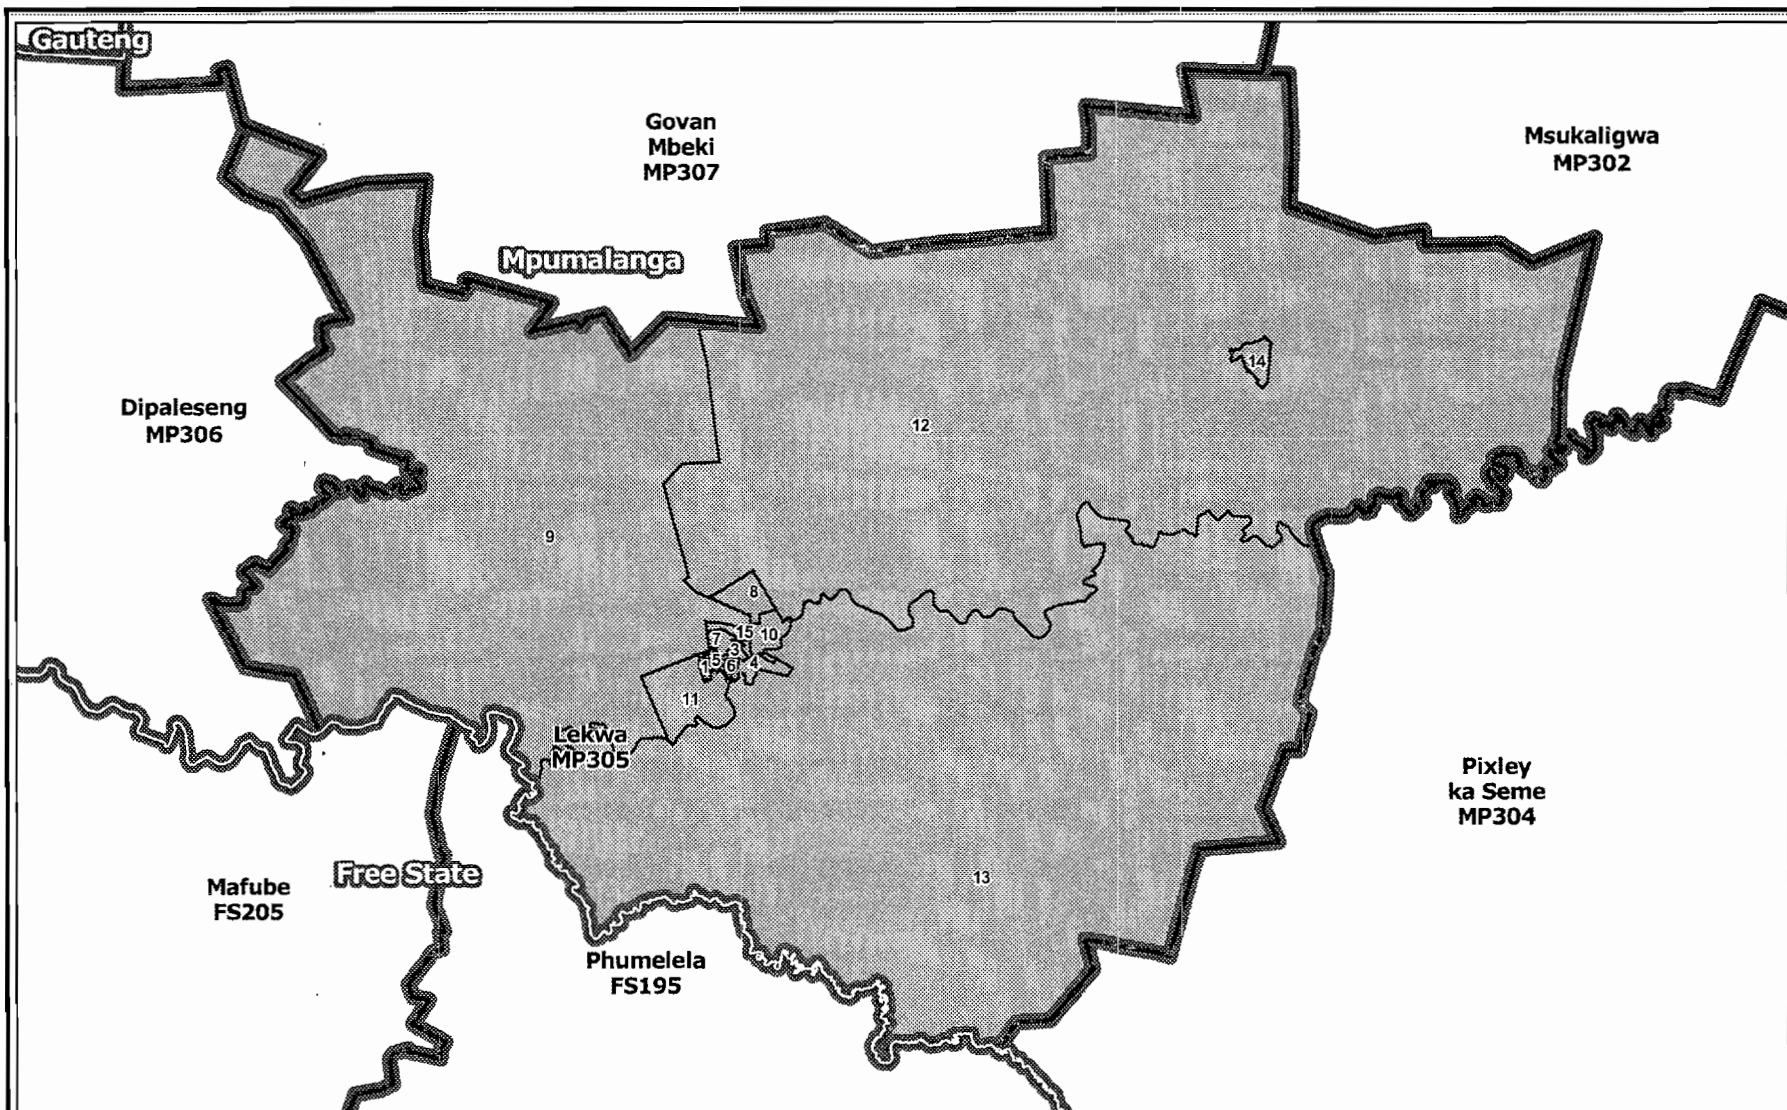 Gauteng
Govan
Mbeki
MP307
Msukaligwa
MP302
Mpumalanga
14
Dipaleseng
MP306
12
9
8
15
10
7
3
5
1
6
4
11
Lekwa
MP305
Pixley
ka Seme
MP304
13
Free State
Mafube
FS205
Phumelela
FS195